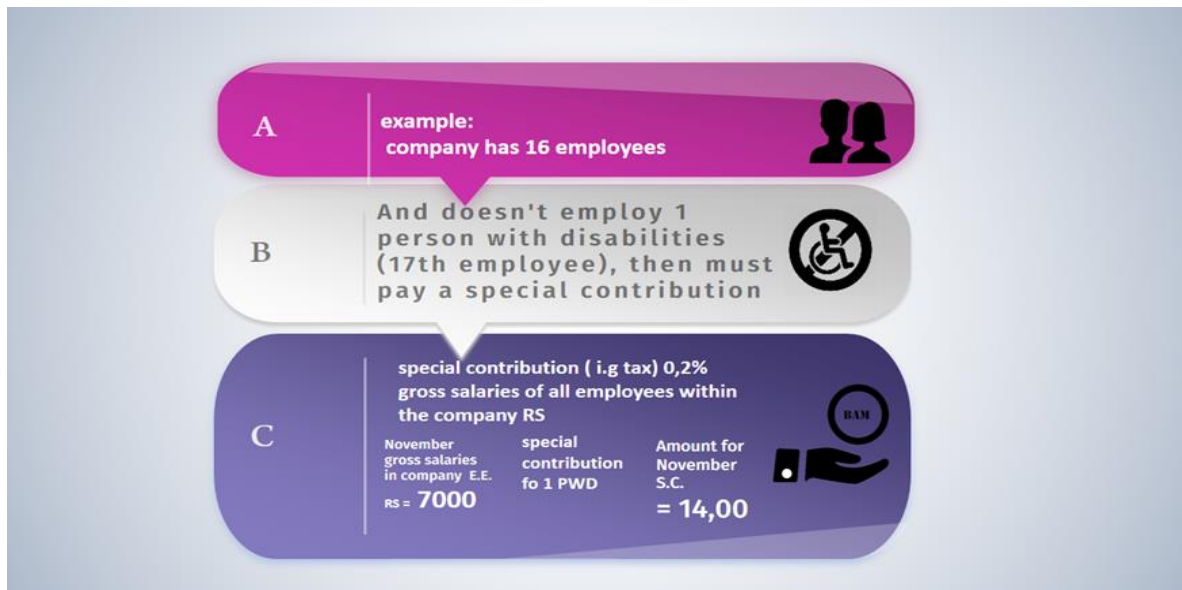 A
example:
company has 16 employees
B
And doesn't employ 1
person with disabilities
(17th employee), then must
pay a special contribution
C
special contribution ( i.g tax) 0,2%
gross salaries of all employees within
the company RS
November
gross salaries
in company E.E.
RS = 7000
special
contribution
fo 1 PWD
Amount for
November
S.C.
= 14,00
BAM